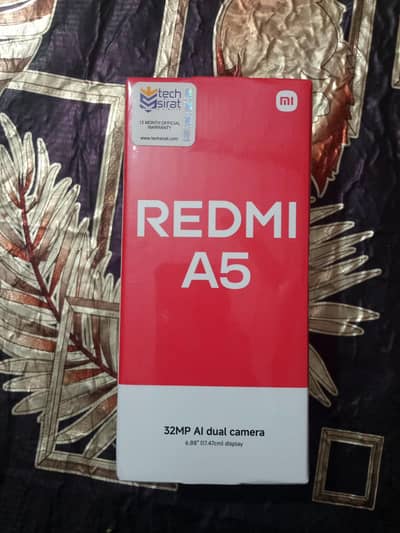 tech
sirat
13 MONTH OFFICIAL
WARRANTY
www.techsirat.com
mi
REDMI
A5
32MP AI dual camera
6.88" (17.47cm) display